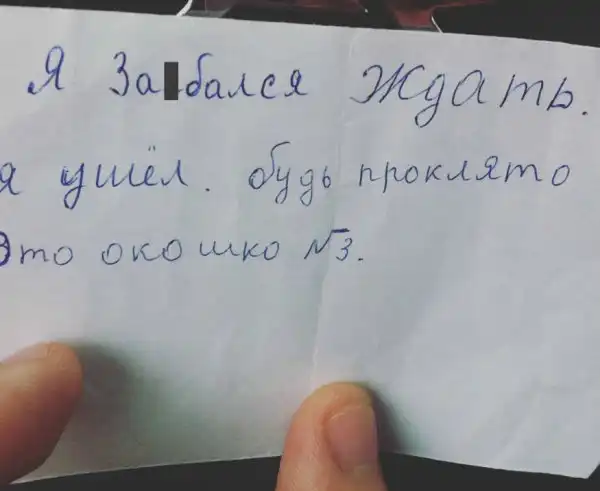 Я За▮бался ждать.
я ушёл. будь проклято
Это окошко №3.